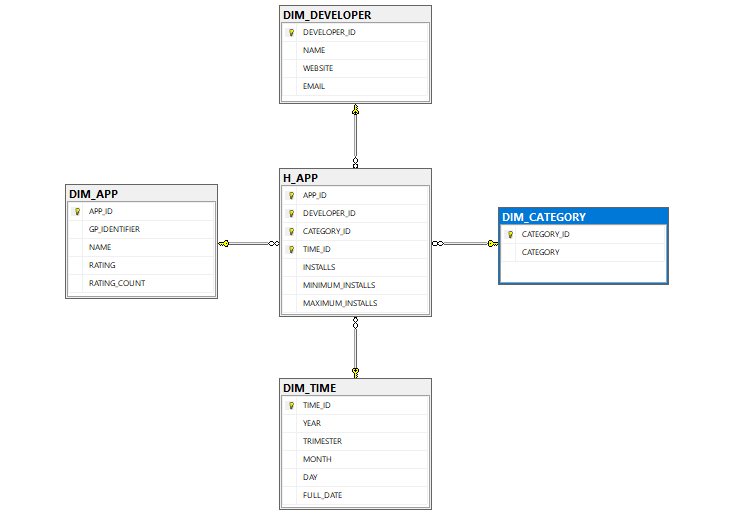 DIM_DEVELOPER
DEVELOPER_ID
NAME
WEBSITE
EMAIL
DIM_APP
APP_ID
GP_IDENTIFIER
NAME
RATING
RATING_COUNT
H_APP
APP_ID
DEVELOPER_ID
CATEGORY_ID
TIME_ID
INSTALLS
MINIMUM_INSTALLS
MAXIMUM_INSTALLS
DIM_CATEGORY
CATEGORY_ID
CATEGORY
DIM_TIME
TIME_ID
YEAR
TRIMESTER
MONTH
DAY
FULL_DATE